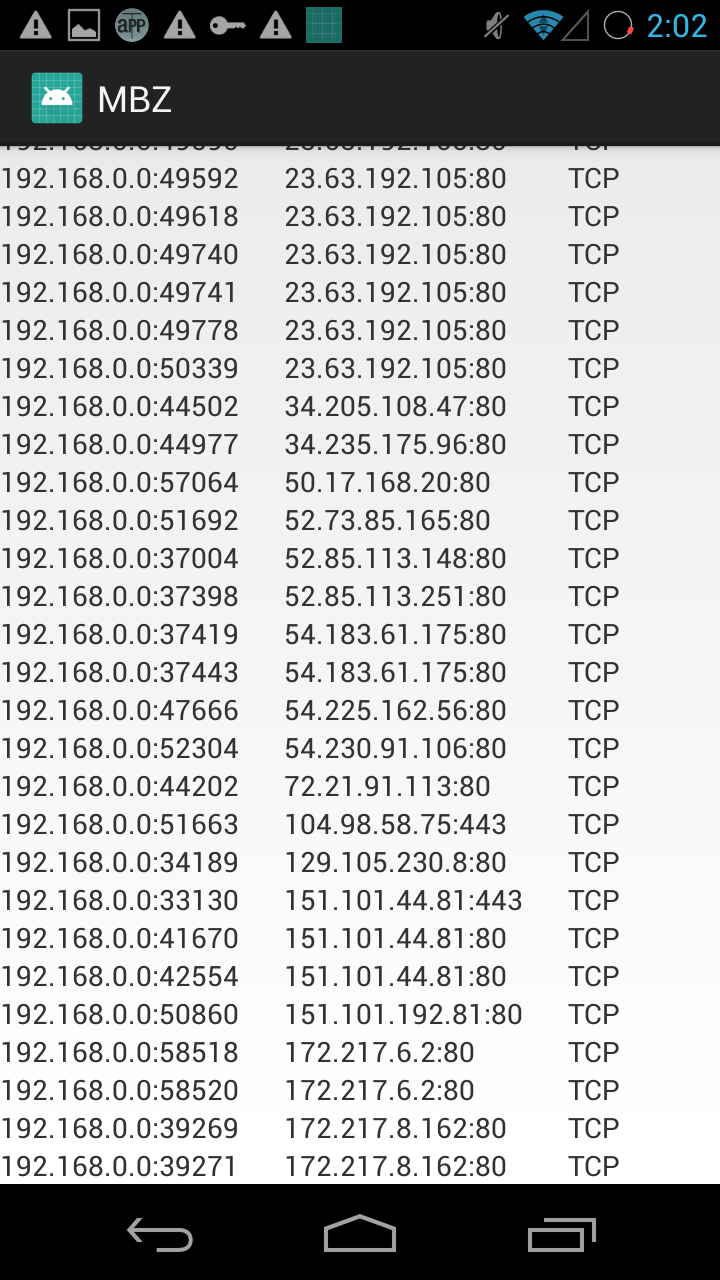 app 2:02
MBZ
192.168.0.0:49592 23.63.192.105:80 TCP
192.168.0.0:49618 23.63.192.105:80 TCP
192.168.0.0:49740 23.63.192.105:80 TCP
192.168.0.0:49741 23.63.192.105:80 TCP
192.168.0.0:49778 23.63.192.105:80 TCP
192.168.0.0:50339 23.63.192.105:80 TCP
192.168.0.0:44502 34.205.108.47:80 TCP
192.168.0.0:44977 34.235.175.96:80 TCP
192.168.0.0:57064 50.17.168.20:80 TCP
192.168.0.0:51692 52.73.85.165:80 TCP
192.168.0.0:37004 52.85.113.148:80 TCP
192.168.0.0:37398 52.85.113.251:80 TCP
192.168.0.0:37419 54.183.61.175:80 TCP
192.168.0.0:37443 54.183.61.175:80 TCP
192.168.0.0:47666 54.225.162.56:80 TCP
192.168.0.0:52304 54.230.91.106:80 TCP
192.168.0.0:44202 72.21.91.113:80 TCP
192.168.0.0:51663 104.98.58.75:443 TCP
192.168.0.0:34189 129.105.230.8:80 TCP
192.168.0.0:33130 151.101.44.81:443 TCP
192.168.0.0:41670 151.101.44.81:80 TCP
192.168.0.0:42554 151.101.44.81:80 TCP
192.168.0.0:50860 151.101.192.81:80 TCP
192.168.0.0:58518 172.217.6.2:80 TCP
192.168.0.0:58520 172.217.6.2:80 TCP
192.168.0.0:39269 172.217.8.162:80 TCP
192.168.0.0:39271 172.217.8.162:80 TCP